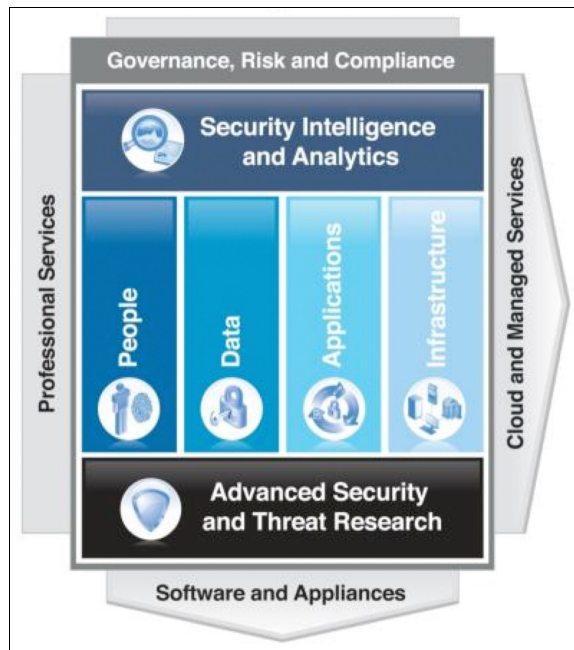 Governance, Risk and Compliance
Security Intelligence
and Analytics
Professional Services
People
Data
Applications
Infrastructure
Cloud and Managed Services
Advanced Security
and Threat Research
Software and Appliances